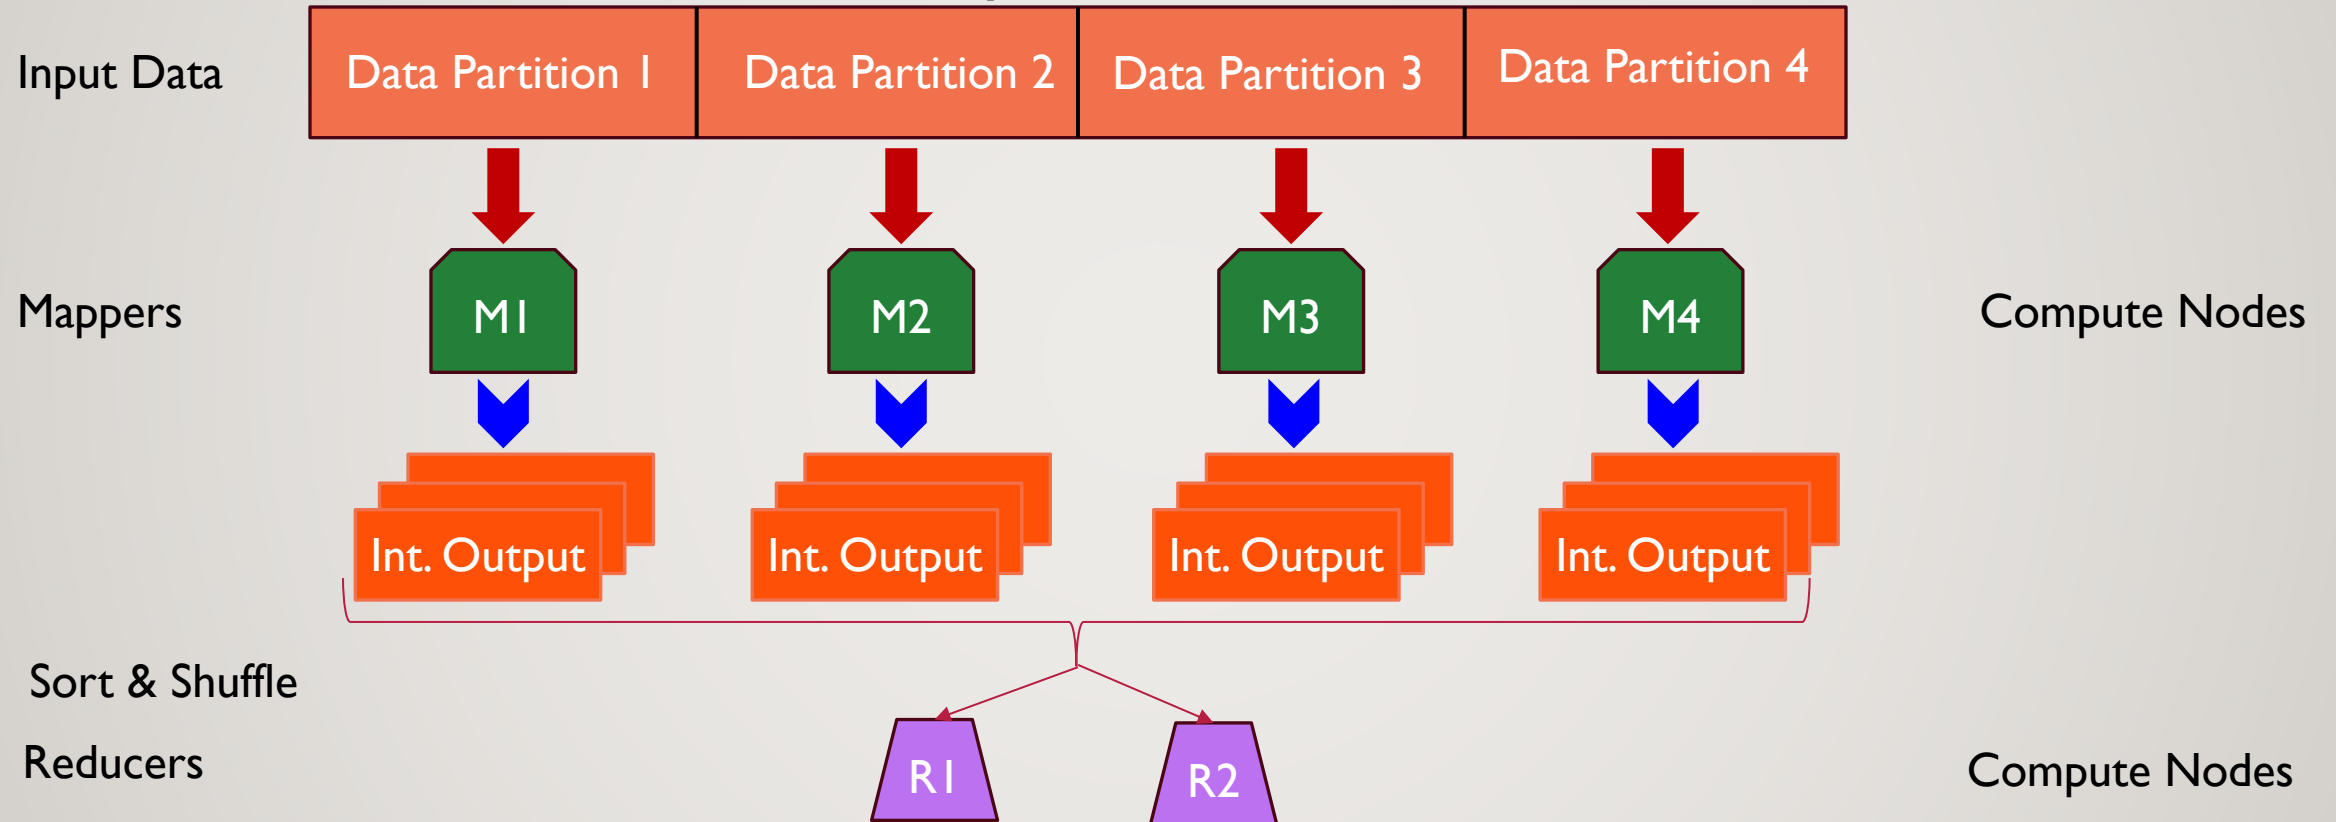 Input Data
Data Partition 1
Data Partition 2
Data Partition 3
Data Partition 4
Mappers
M1
M2
M3
M4
Compute Nodes
Int. Output
Int. Output
Int. Output
Int. Output
Sort & Shuffle
Reducers
R1
R2
Compute Nodes